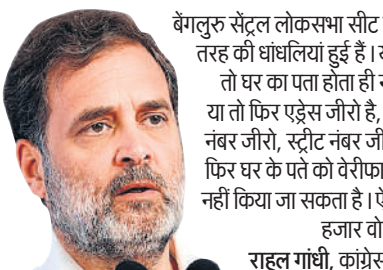 बेंगलुरु सेंट्रल लोकसभा सीट
तरह की धांधलियां हुई हैं।
तो घर का पता होता ही
या तो फिर एड्रेस जीरो है,
नंबर जीरो, स्ट्रीट नंबर
फिर घर के पते को
नहीं किया जा सकता है।
हजार
राहुल गांधी,